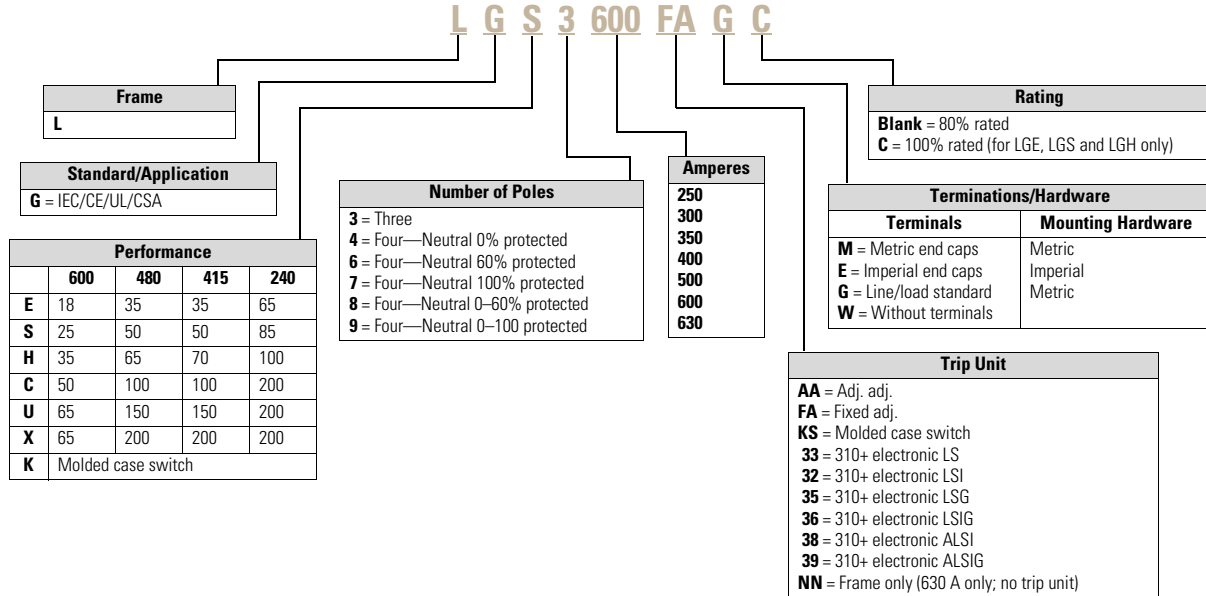 L G S 3 600 FA G C
Frame
L
Standard/Application
G = IEC/CE/UL/CSA
Performance
600 480 415 240
E 18 35 35 65
S 25 50 50 85
H 35 65 70 100
C 50 100 100 200
U 65 150 150 200
X 65 200 200 200
K Molded case switch
Number of Poles
3 = Three
4 = Four—Neutral 0% protected
6 = Four—Neutral 60% protected
7 = Four—Neutral 100% protected
8 = Four—Neutral 0–60% protected
9 = Four—Neutral 0–100 protected
Amperes
250
300
350
400
500
600
630
Rating
Blank = 80% rated
C = 100% rated (for LGE, LGS and LGH only)
Terminations/Hardware
Terminals Mounting Hardware
M = Metric end caps Metric
E = Imperial end caps Imperial
G = Line/load standard Metric
W = Without terminals
Trip Unit
AA = Adj. adj.
FA = Fixed adj.
KS = Molded case switch
33 = 310+ electronic LS
32 = 310+ electronic LSI
35 = 310+ electronic LSG
36 = 310+ electronic LSIG
38 = 310+ electronic ALSI
39 = 310+ electronic ALSIG
NN = Frame only (630 A only; no trip unit)